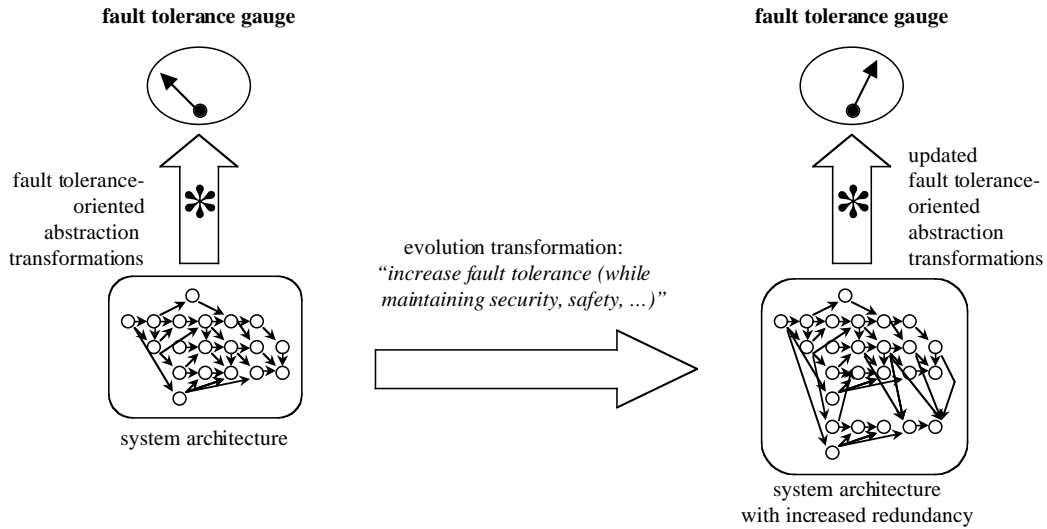 fault tolerance gauge
fault tolerance-
oriented
abstraction
transformations
system architecture
evolution transformation:
“increase fault tolerance (while
maintaining security, safety, …)”
fault tolerance gauge
updated
fault tolerance-
oriented
abstraction
transformations
system architecture
with increased redundancy